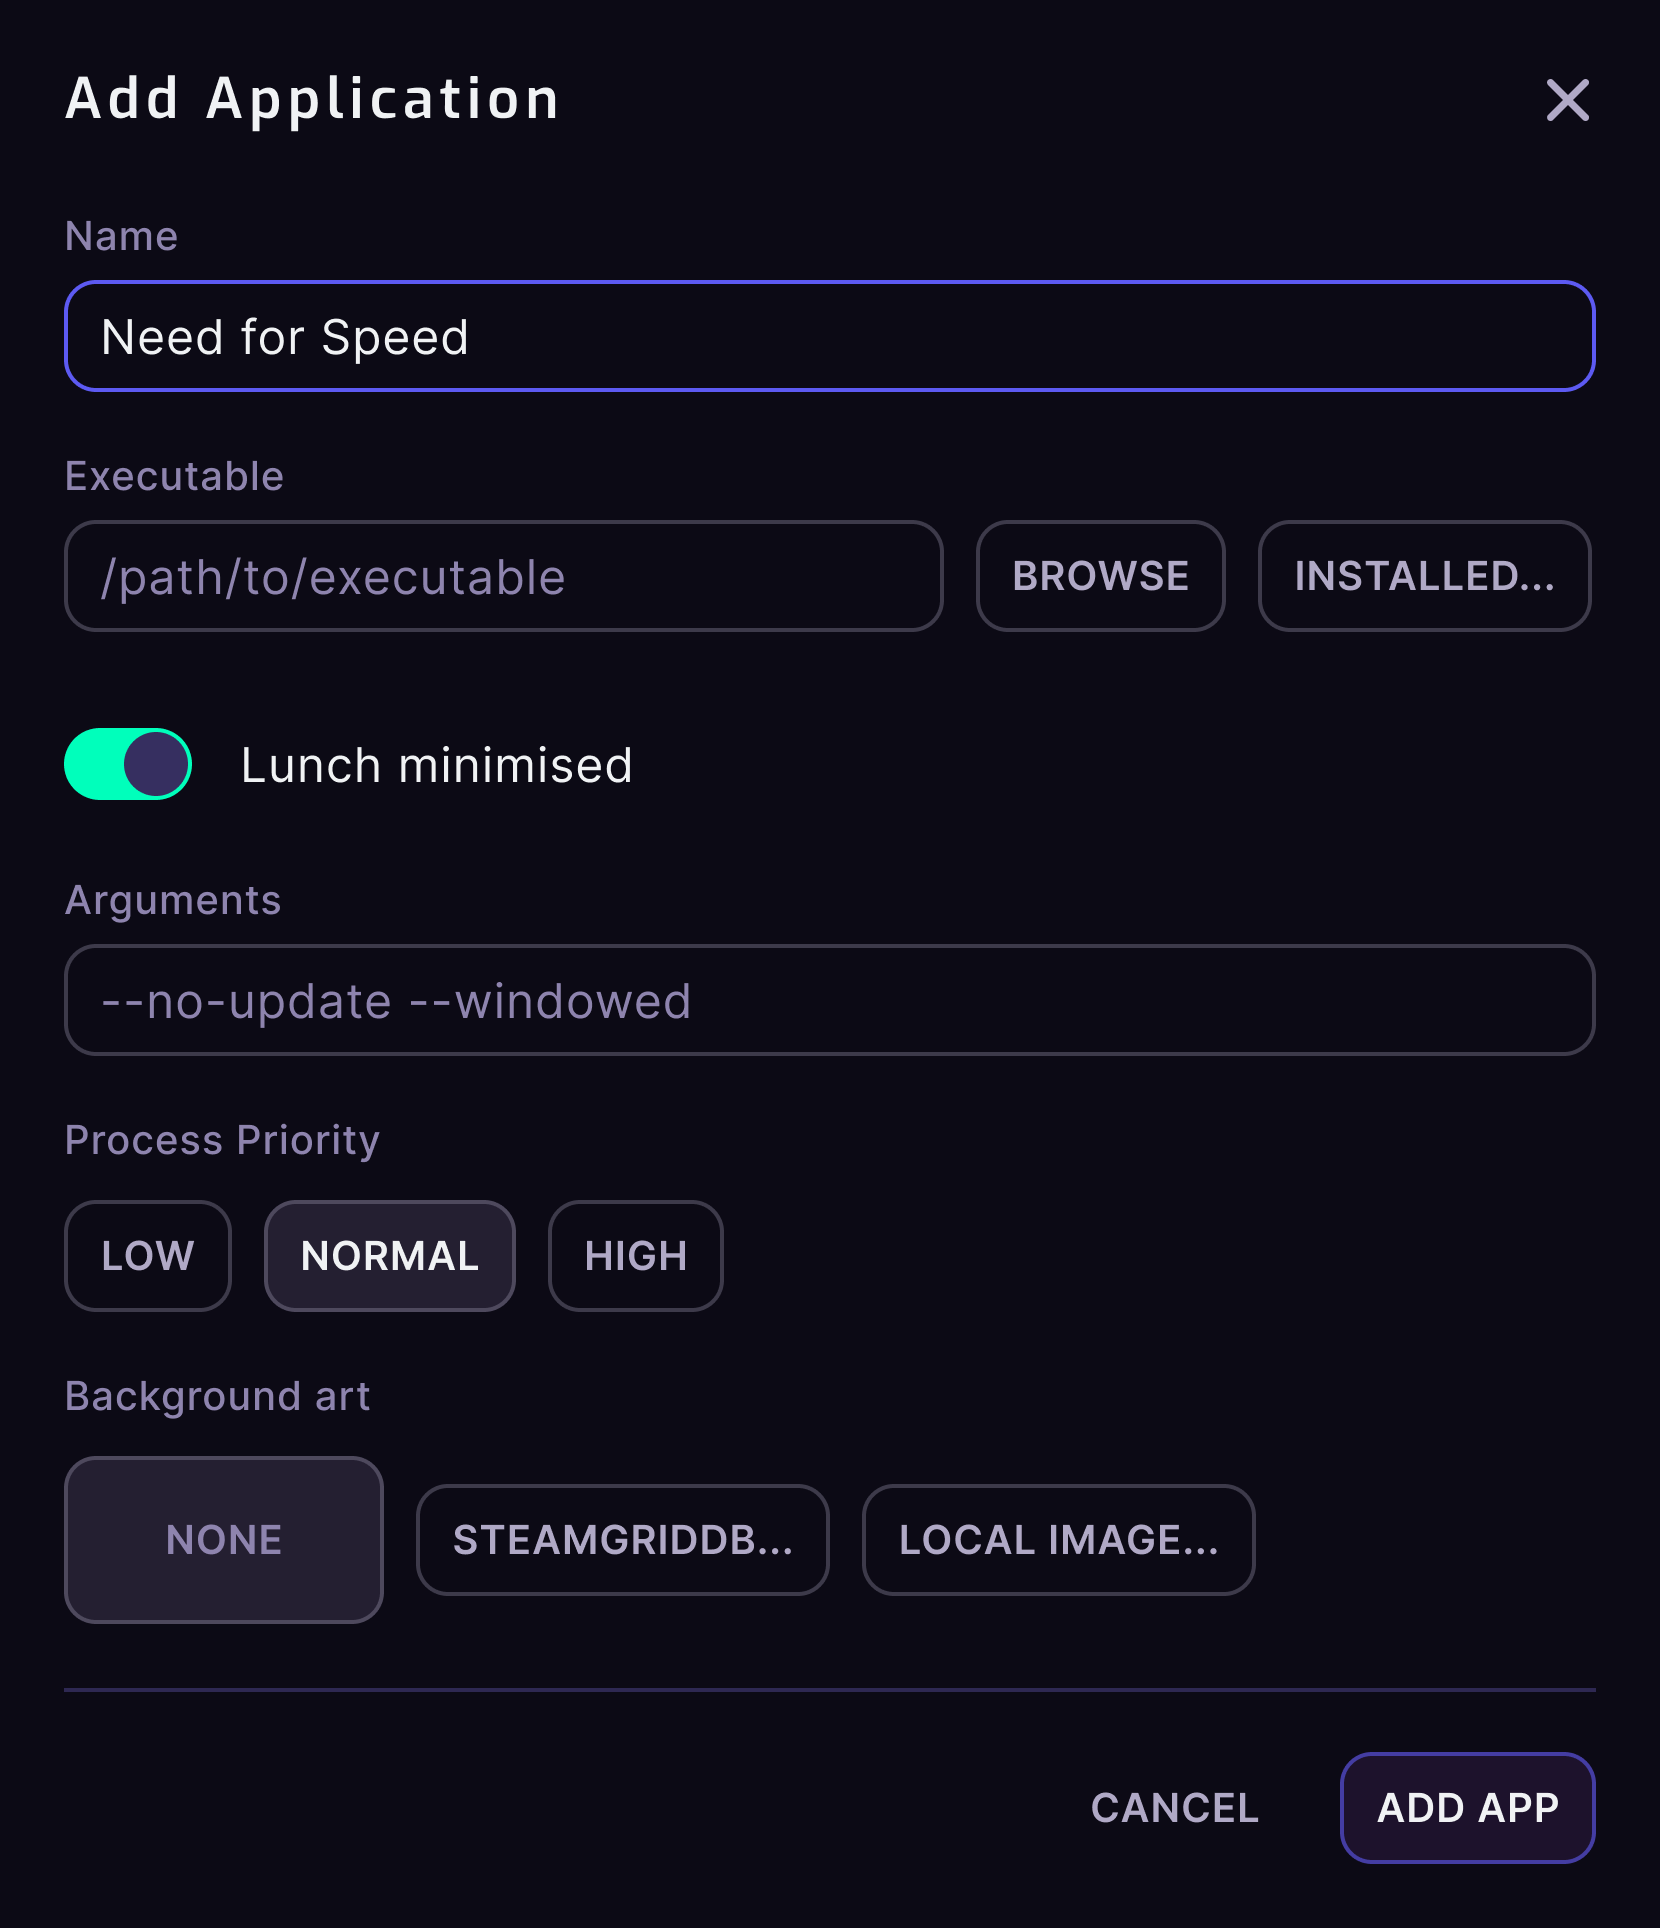 Add Application
Name
Need for Speed
Executable
/path/to/executable BROWSE INSTALLED...
Lunch minimised
Arguments
--no-update --windowed
Process Priority
LOW NORMAL HIGH
Background art
NONE STEAMGRIDDB... LOCAL IMAGE...
CANCEL ADD APP